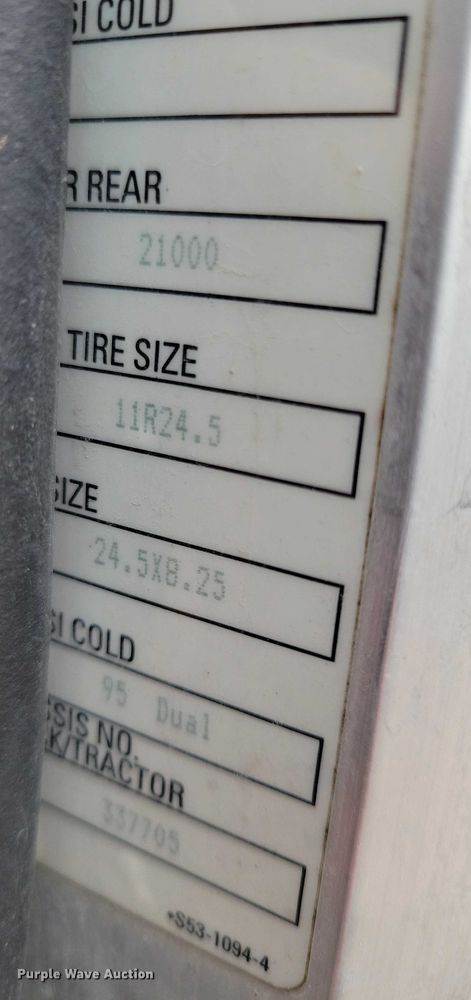 SI COLD
R REAR
21000
TIRE SIZE
11R24.5
SIZE
24.5X8.25
SI COLD
95 Dual
SSIS NO.
K/TRACTOR
337705
*S53-1094-4
Purple Wave Auction